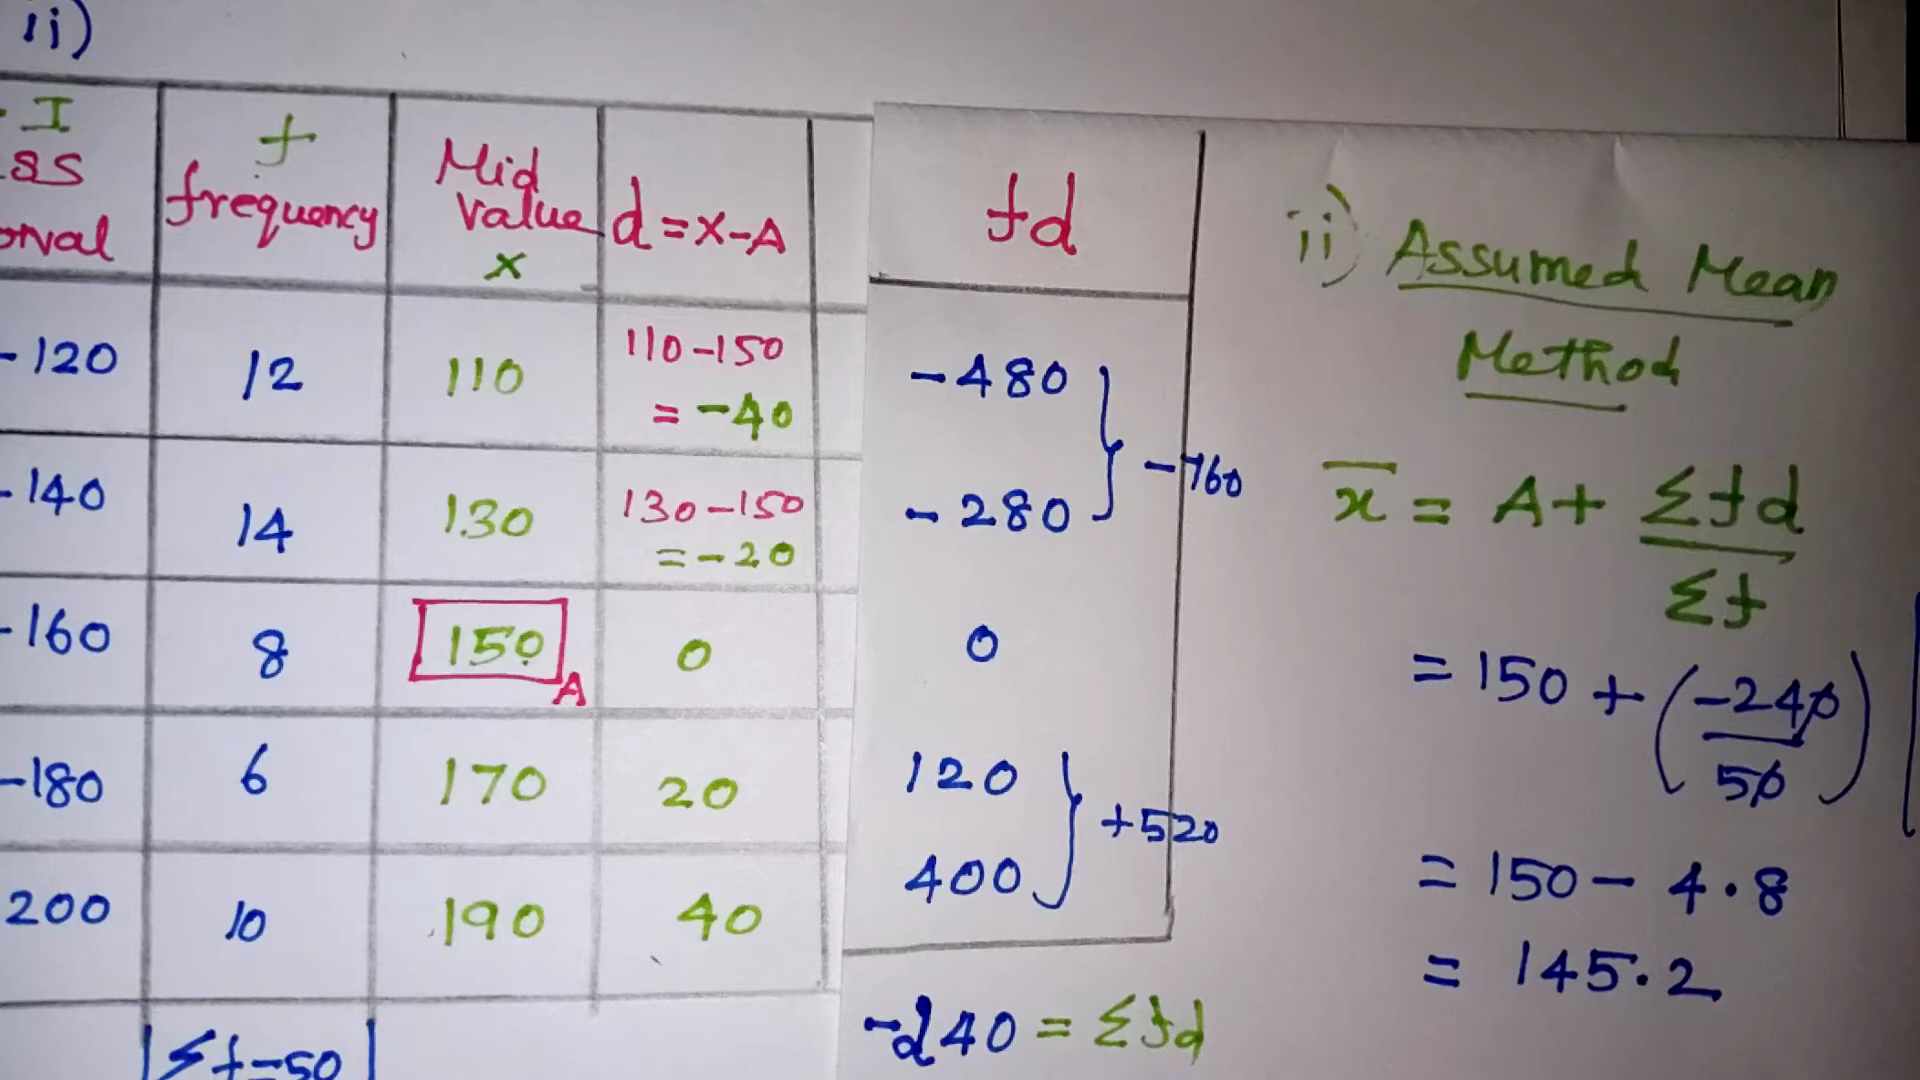 ii)
I f
frequency Mid Value x d = x - A fd
- 120 12 110 110 - 150 = - 40 - 480
- 140 14 130 130 - 150 = - 20 - 280
- 760
- 160 8 150 A 0 0
- 180 6 170 20 120
200 10 190 40 400
+ 520
Σf = 50
- 240 = Σfd
ii) Assumed Mean
Method
x̄ = A + Σfd / Σf
= 150 + (-240 / 50)
= 150 - 4.8
= 145.2